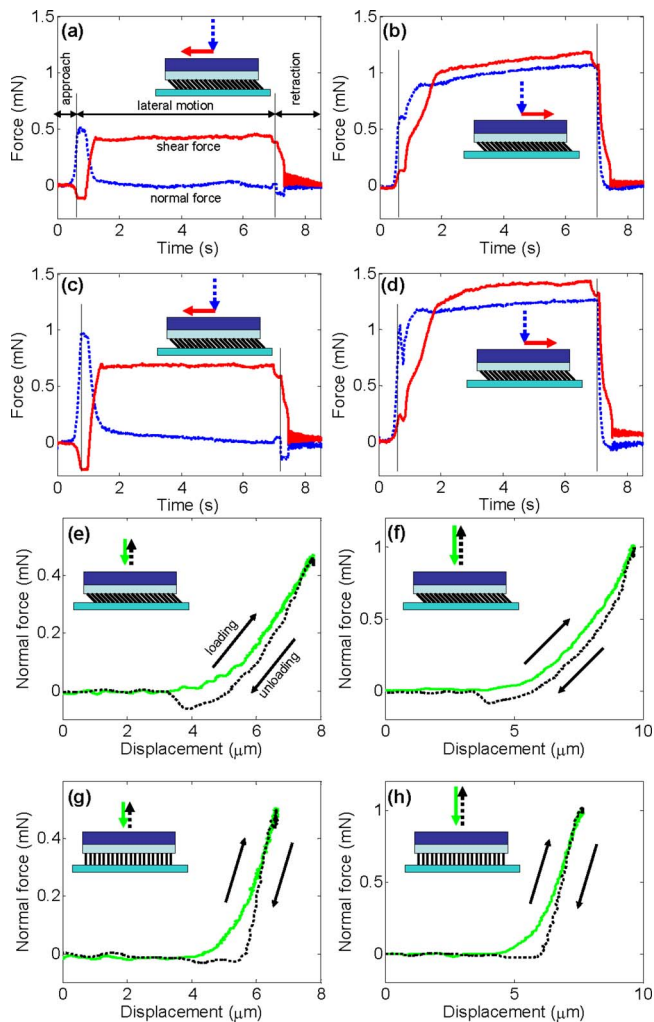 (a)
approach
lateral motion
retraction
shear force
normal force
Force (mN)
1.5
1
0.5
0
0 2 4 6 8
Time (s)
(b)
Force (mN)
1.5
1
0.5
0
0 2 4 6 8
Time (s)
(c)
Force (mN)
1.5
1
0.5
0
0 2 4 6 8
Time (s)
(d)
Force (mN)
1.5
1
0.5
0
0 2 4 6 8
Time (s)
(e)
loading
unloading
Normal force (mN)
0.4
0.2
0
0 2 4 6 8
Displacement (μm)
(f)
Normal force (mN)
1
0.5
0
0 5 10
Displacement (μm)
(g)
Normal force (mN)
0.4
0.2
0
0 2 4 6 8
Displacement (μm)
(h)
Normal force (mN)
1
0.5
0
0 5 10
Displacement (μm)